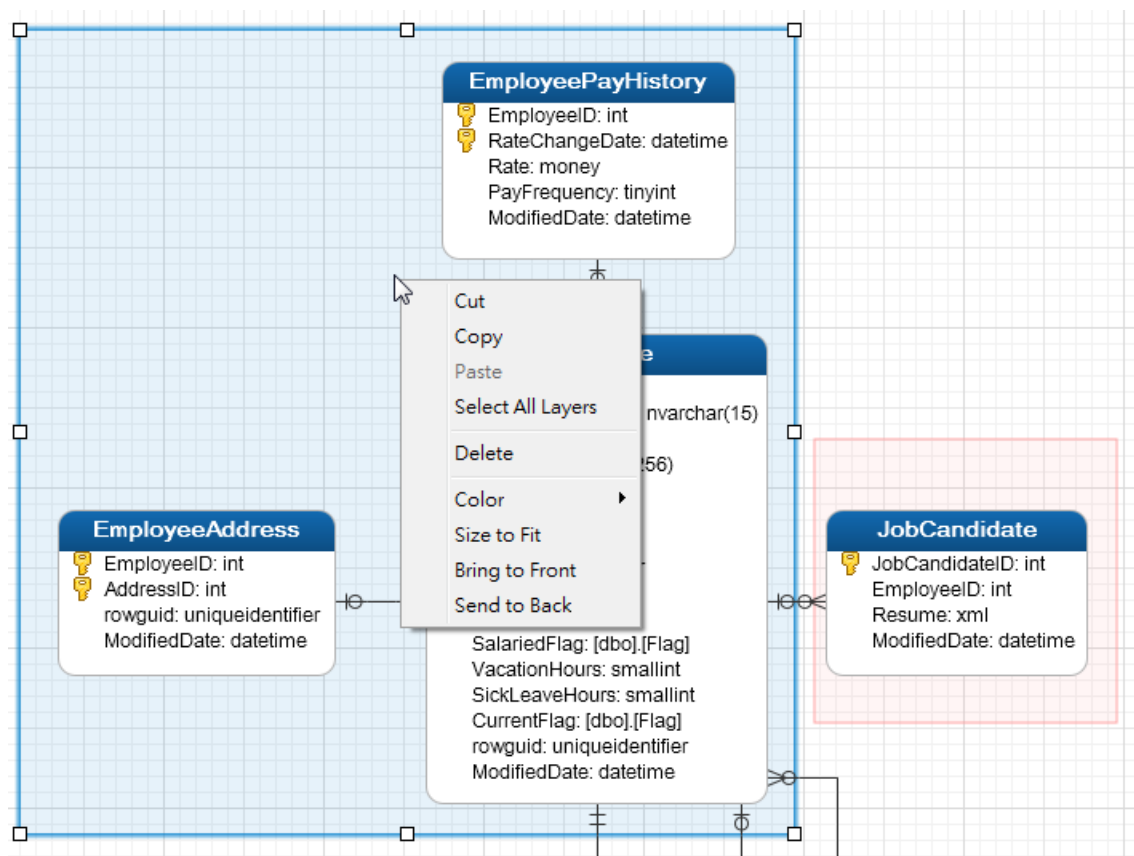 EmployeePayHistory
EmployeeID: int
RateChangeDate: datetime
Rate: money
PayFrequency: tinyint
ModifiedDate: datetime
Cut
Copy
Paste
Select All Layers
Delete
Color
Size to Fit
Bring to Front
Send to Back
e
nvarchar(15)
256)
SalariedFlag: [dbo].[Flag]
VacationHours: smallint
SickLeaveHours: smallint
CurrentFlag: [dbo].[Flag]
rowguid: uniqueidentifier
ModifiedDate: datetime
EmployeeAddress
EmployeeID: int
AddressID: int
rowguid: uniqueidentifier
ModifiedDate: datetime
JobCandidate
JobCandidateID: int
EmployeeID: int
Resume: xml
ModifiedDate: datetime